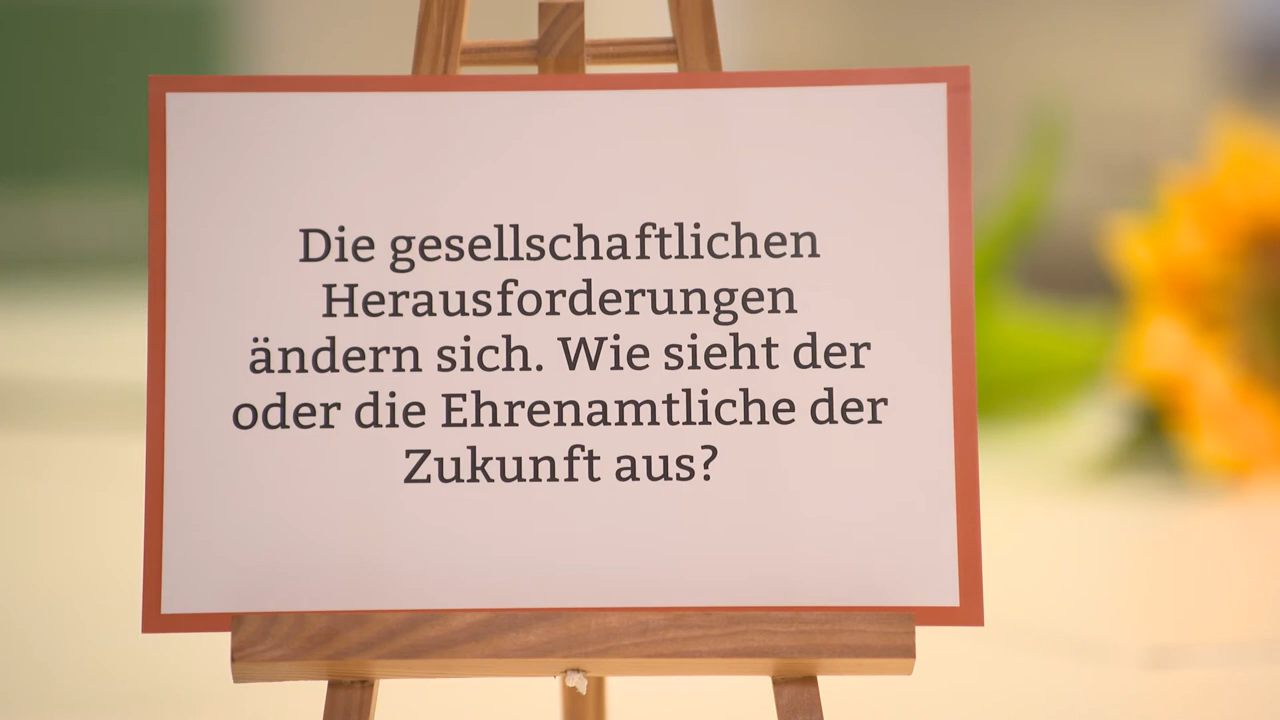 Die gesellschaftlichen
Herausforderungen
ändern sich. Wie sieht der
oder die Ehrenamtliche der
Zukunft aus?